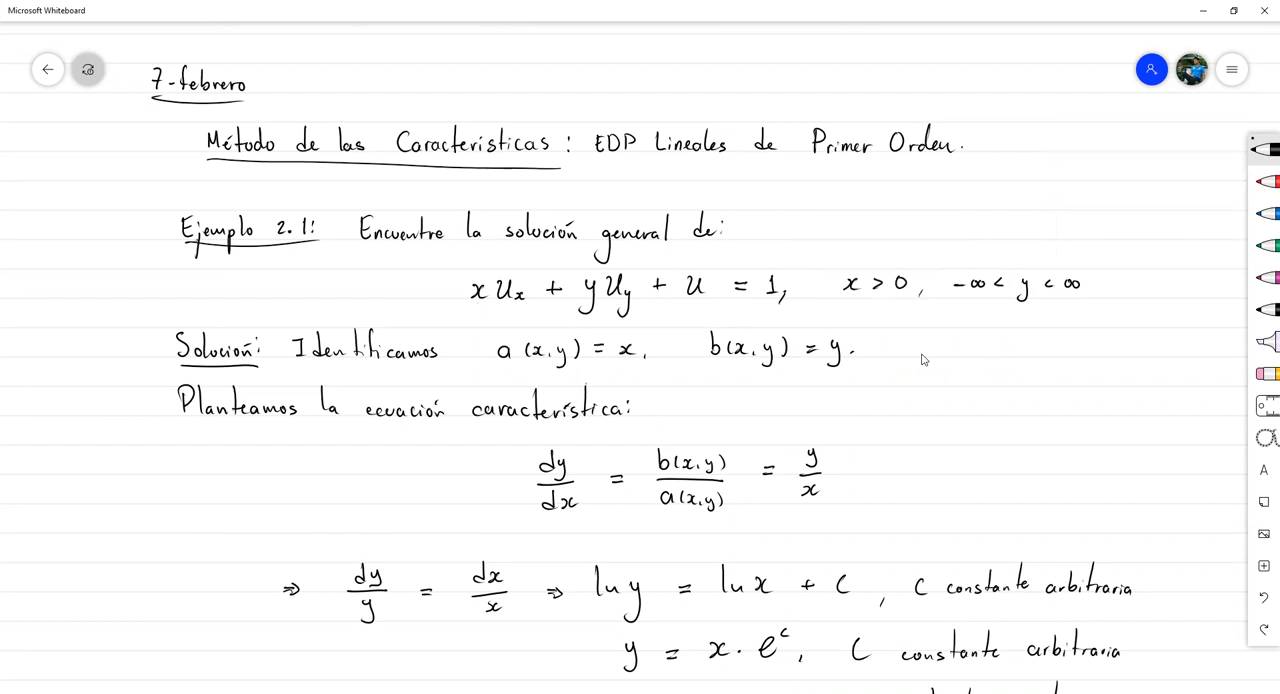 Microsoft Whiteboard
7-febrero
Método de las Características: EDP Lineales de Primer Orden.
Ejemplo 2.1: Encuentre la solución general de:
x Ux + y Uy + u = 1, x > 0, -∞ < y < ∞
Solución: Identificamos a(x,y) = x, b(x,y) = y.
Planteamos la ecuación característica:
dy/dx = b(x,y)/a(x,y) = y/x
⇒ dy/y = dx/x ⇒ ln y = ln x + C, C constante arbitraria
y = x · e^c, C constante arbitraria
A